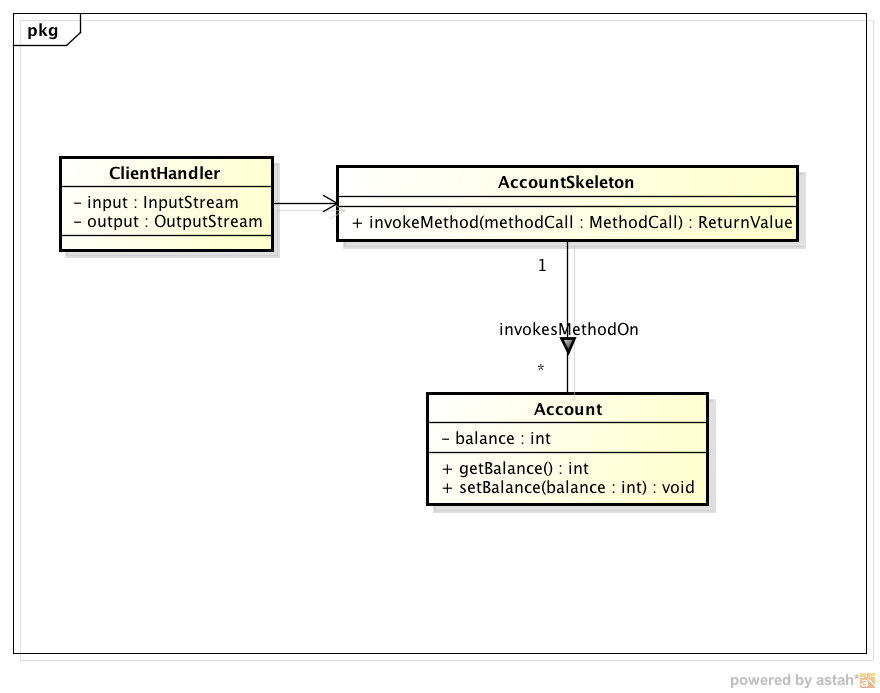 pkg
ClientHandler
- input : InputStream
- output : OutputStream
AccountSkeleton
+ invokeMethod(methodCall : MethodCall) : ReturnValue
1
invokesMethodOn
*
Account
- balance : int
+ getBalance() : int
+ setBalance(balance : int) : void
powered by astah*